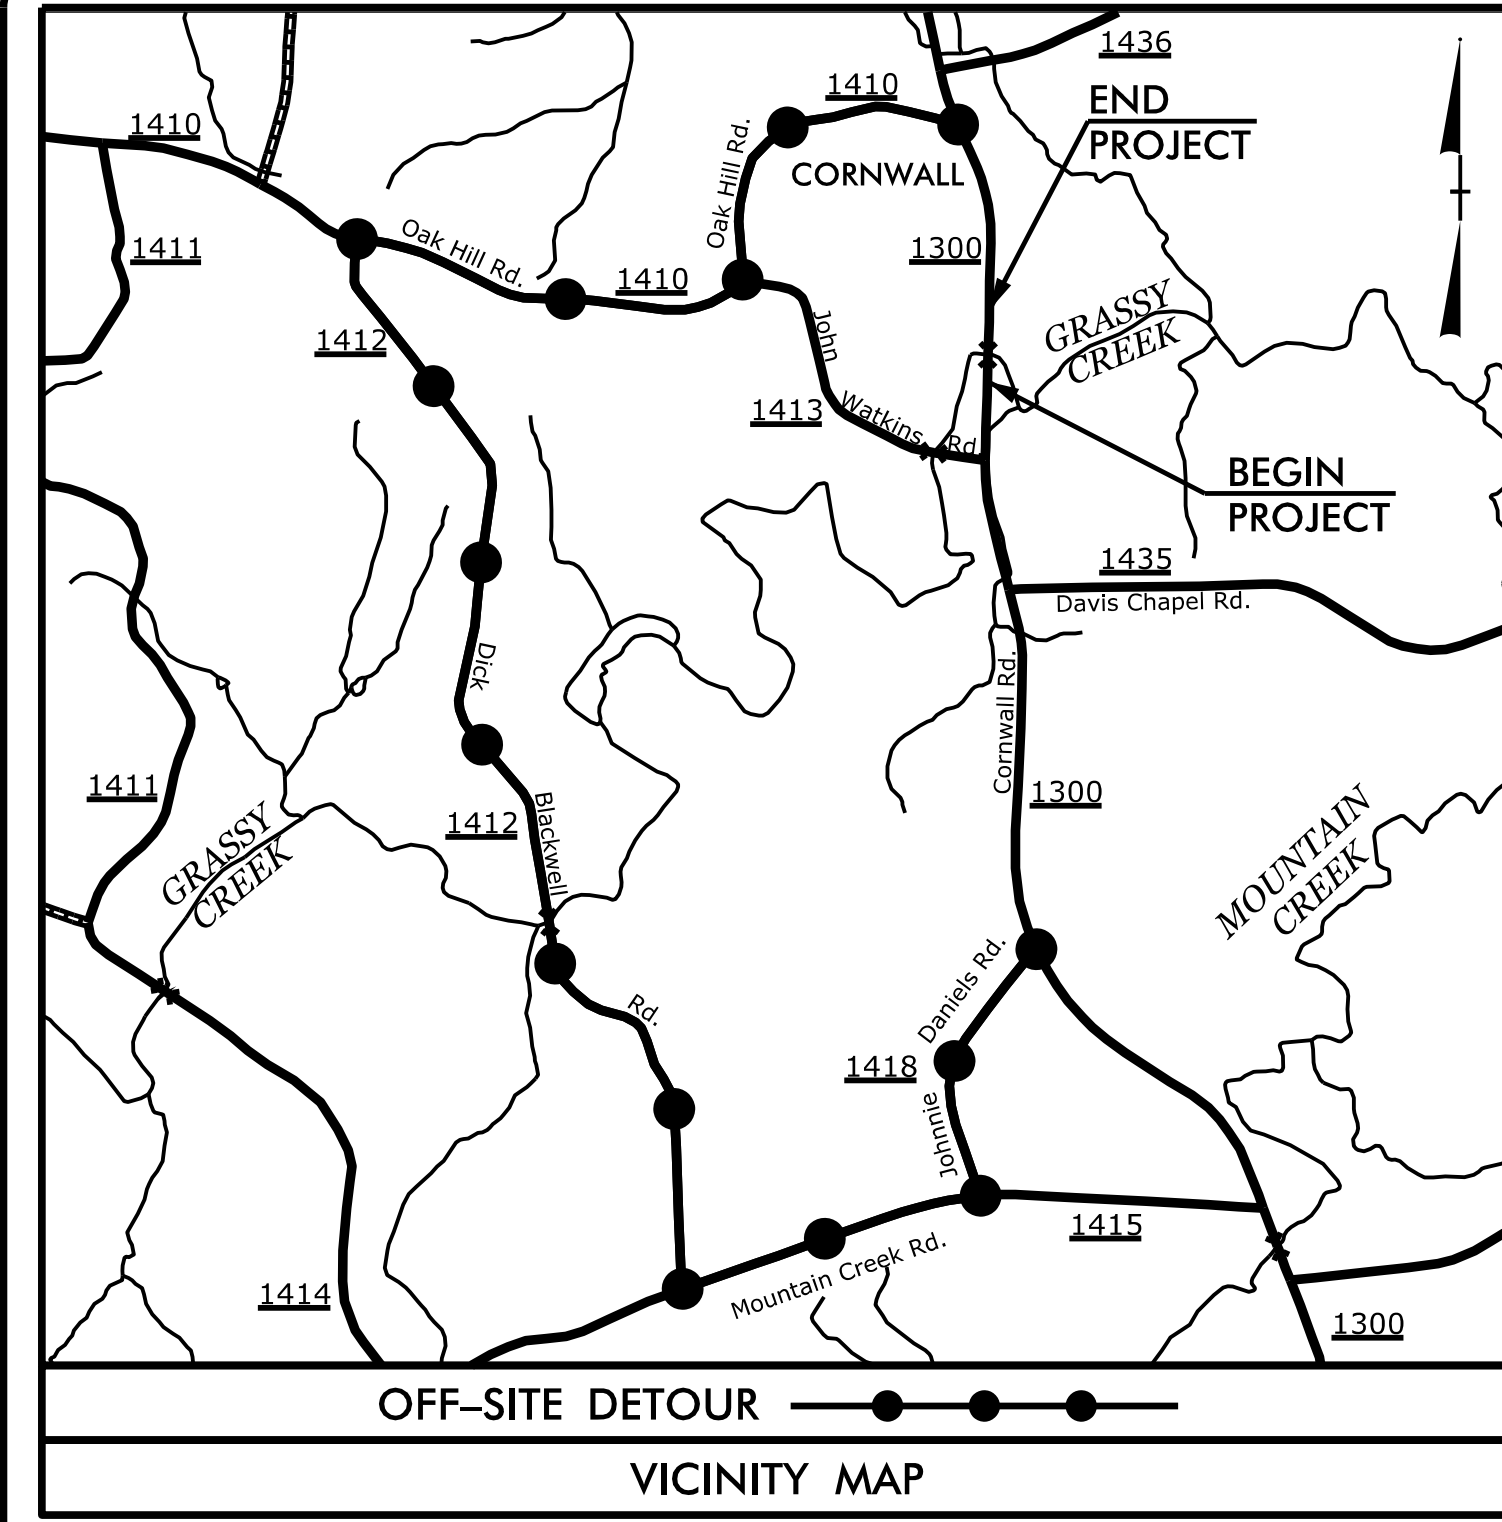 1436
1410
END
PROJECT
1410
Oak Hill Rd.
CORNWALL
1411
Oak Hill Rd.
1300
1410
GRASSY
CREEK
1412
John
1413
Watkins
Rd.
BEGIN
PROJECT
1435
Davis Chapel Rd.
Dick
Cornwall Rd.
1411
1300
1412
Blackwell
GRASSY
CREEK
MOUNTAIN
CREEK
Daniels Rd.
Rd.
1418
Johnnie
1415
Mountain Creek Rd.
1414
1300
OFF–SITE DETOUR
VICINITY MAP